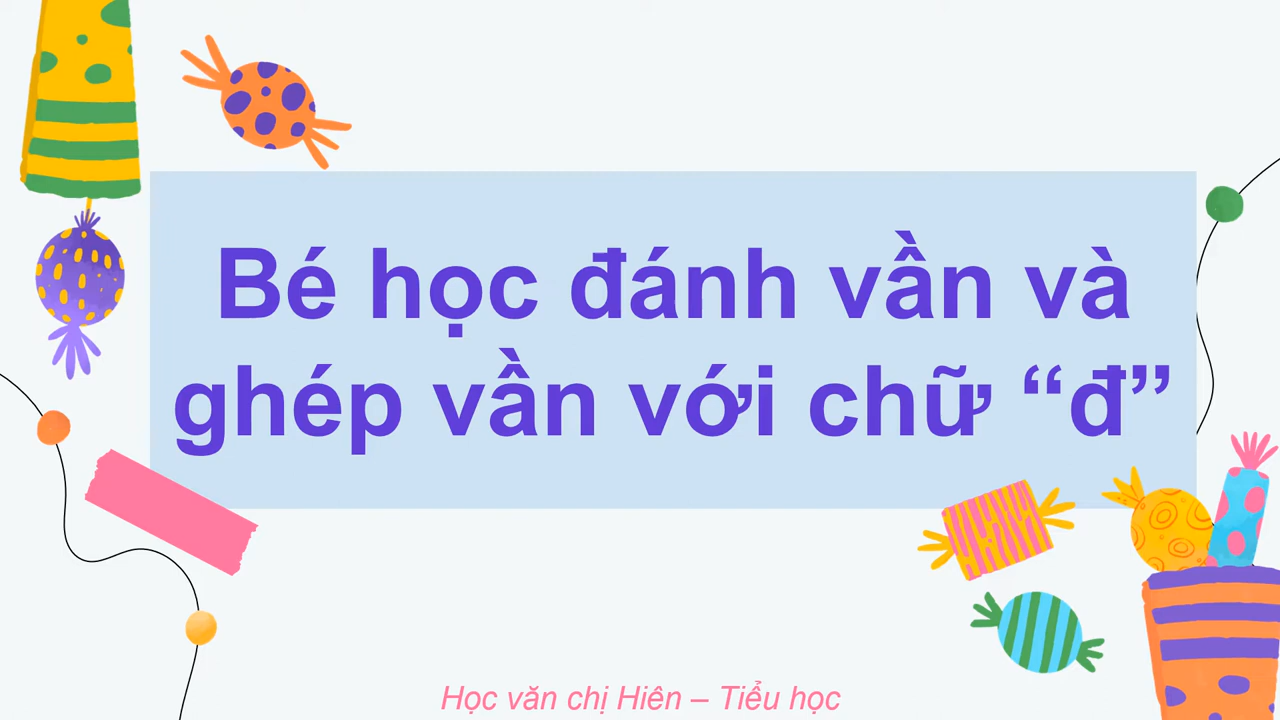 Bé học đánh vần và
ghép vần với chữ “đ”
Học văn chị Hiên – Tiểu học